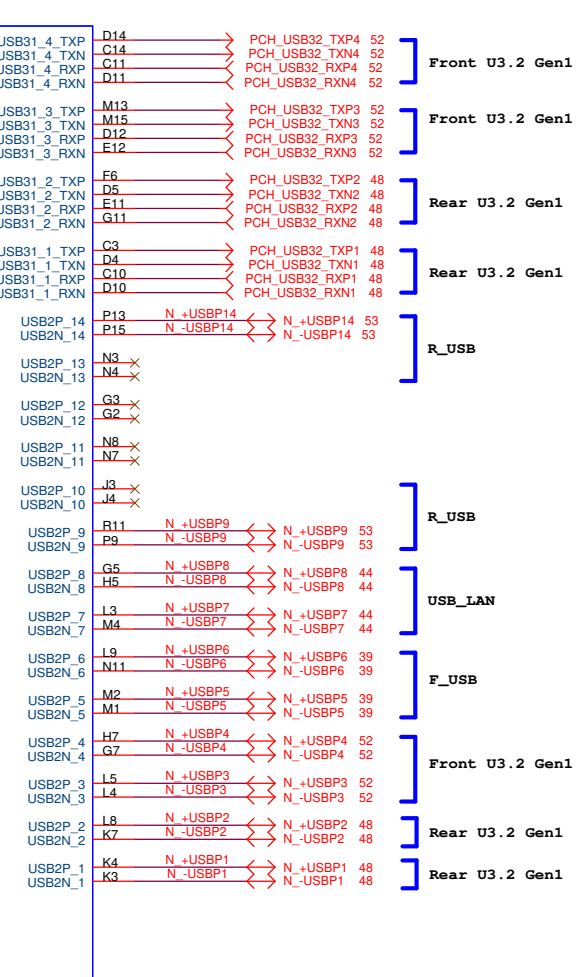 USB31_4_TXP D14 PCH_USB32_TXP4 52
USB31_4_TXN C14 PCH_USB32_TXN4 52
USB31_4_RXP C11 PCH_USB32_RXP4 52
USB31_4_RXN D11 PCH_USB32_RXN4 52
Front U3.2 Gen1
USB31_3_TXP M13 PCH_USB32_TXP3 52
USB31_3_TXN M15 PCH_USB32_TXN3 52
USB31_3_RXP D12 PCH_USB32_RXP3 52
USB31_3_RXN E12 PCH_USB32_RXN3 52
Front U3.2 Gen1
USB31_2_TXP F6 PCH_USB32_TXP2 48
USB31_2_TXN D5 PCH_USB32_TXN2 48
USB31_2_RXP E11 PCH_USB32_RXP2 48
USB31_2_RXN G11 PCH_USB32_RXN2 48
Rear U3.2 Gen1
USB31_1_TXP C3 PCH_USB32_TXP1 48
USB31_1_TXN D4 PCH_USB32_TXN1 48
USB31_1_RXP C10 PCH_USB32_RXP1 48
USB31_1_RXN D10 PCH_USB32_RXN1 48
Rear U3.2 Gen1
USB2P_14 P13 N_+USBP14 N_+USBP14 53
USB2N_14 P15 N_-USBP14 N_-USBP14 53
R_USB
USB2P_13 N3
USB2N_13 N4
USB2P_12 G3
USB2N_12 G2
USB2P_11 N8
USB2N_11 N7
USB2P_10 J3
USB2N_10 J4
R_USB
USB2P_9 R11 N_+USBP9 N_+USBP9 53
USB2N_9 P9 N_-USBP9 N_-USBP9 53
USB2P_8 G5 N_+USBP8 N_+USBP8 44
USB2N_8 H5 N_-USBP8 N_-USBP8 44
USB_LAN
USB2P_7 L3 N_+USBP7 N_+USBP7 44
USB2N_7 M4 N_-USBP7 N_-USBP7 44
USB2P_6 L9 N_+USBP6 N_+USBP6 39
USB2N_6 N11 N_-USBP6 N_-USBP6 39
F_USB
USB2P_5 M2 N_+USBP5 N_+USBP5 39
USB2N_5 M1 N_-USBP5 N_-USBP5 39
USB2P_4 H7 N_+USBP4 N_+USBP4 52
USB2N_4 G7 N_-USBP4 N_-USBP4 52
Front U3.2 Gen1
USB2P_3 L5 N_+USBP3 N_+USBP3 52
USB2N_3 L4 N_-USBP3 N_-USBP3 52
USB2P_2 L8 N_+USBP2 N_+USBP2 48
USB2N_2 K7 N_-USBP2 N_-USBP2 48
Rear U3.2 Gen1
USB2P_1 K4 N_+USBP1 N_+USBP1 48
USB2N_1 K3 N_-USBP1 N_-USBP1 48
Rear U3.2 Gen1